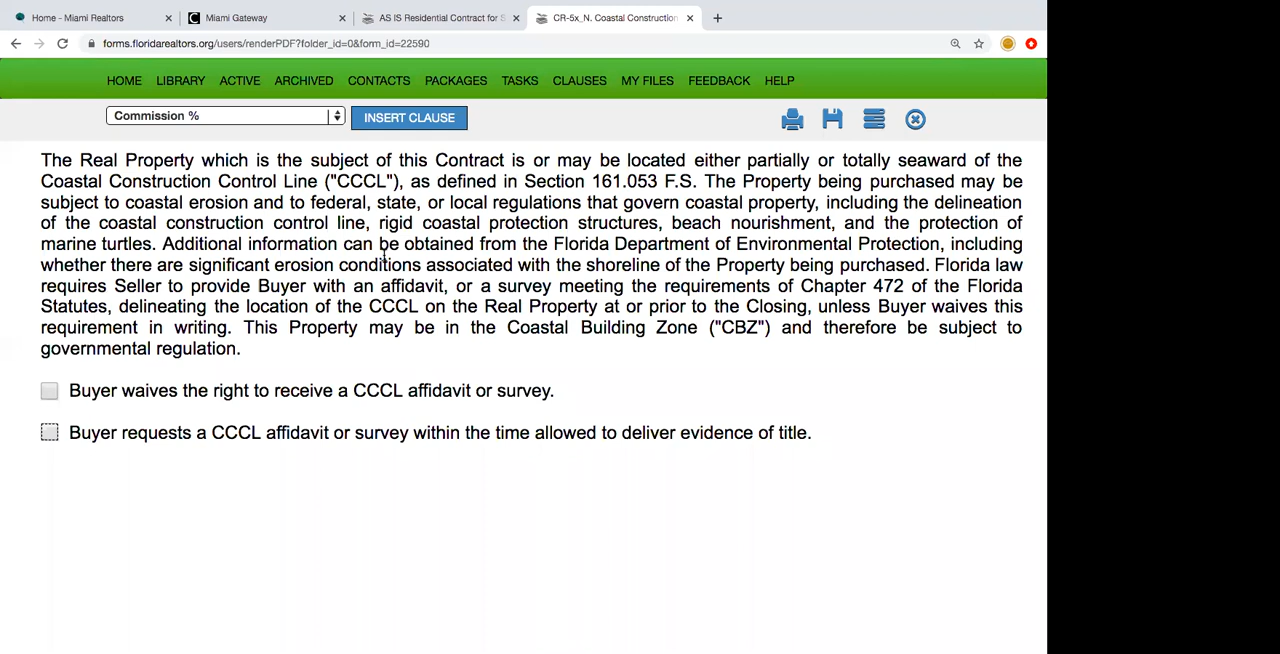 Home - Miami Realtors
Miami Gateway
AS IS Residential Contract for S
CR-5x_N. Coastal Construction
forms.floridarealtors.org/users/renderPDF?folder_id=0&form_id=22590
HOME LIBRARY ACTIVE ARCHIVED CONTACTS PACKAGES TASKS CLAUSES MY FILES FEEDBACK HELP
Commission % INSERT CLAUSE
The Real Property which is the subject of this Contract is or may be located either partially or totally seaward of the
Coastal Construction Control Line ("CCCL"), as defined in Section 161.053 F.S. The Property being purchased may be
subject to coastal erosion and to federal, state, or local regulations that govern coastal property, including the delineation
of the coastal construction control line, rigid coastal protection structures, beach nourishment, and the protection of
marine turtles. Additional information can be obtained from the Florida Department of Environmental Protection, including
whether there are significant erosion conditions associated with the shoreline of the Property being purchased. Florida law
requires Seller to provide Buyer with an affidavit, or a survey meeting the requirements of Chapter 472 of the Florida
Statutes, delineating the location of the CCCL on the Real Property at or prior to the Closing, unless Buyer waives this
requirement in writing. This Property may be in the Coastal Building Zone ("CBZ") and therefore be subject to
governmental regulation.
Buyer waives the right to receive a CCCL affidavit or survey.
Buyer requests a CCCL affidavit or survey within the time allowed to deliver evidence of title.